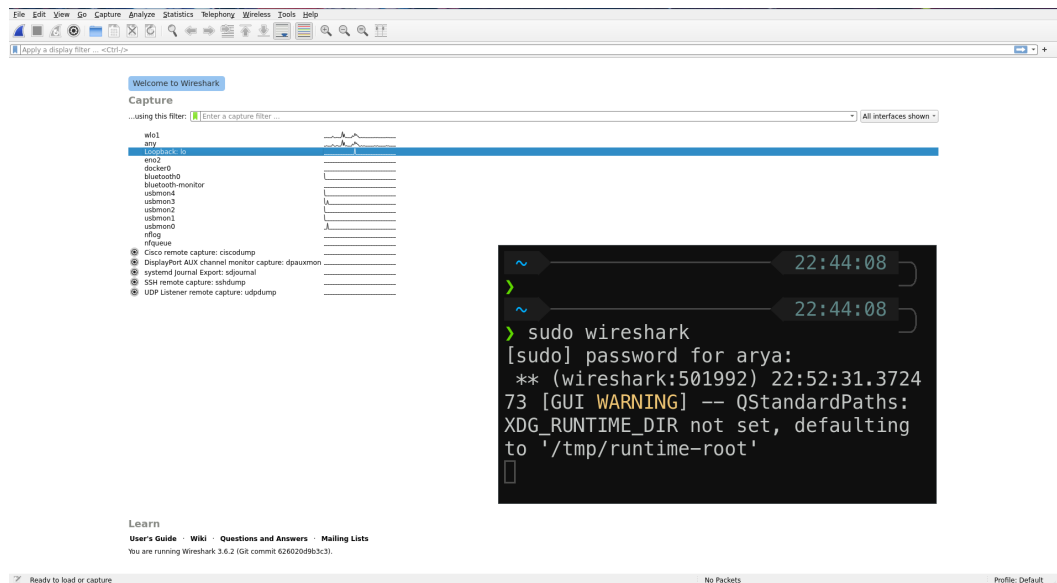 File Edit View Go Capture Analyze Statistics Telephony Wireless Tools Help
Apply a display filter ... <Ctrl-/>
+
Welcome to Wireshark
Capture
...using this filter: Enter a capture filter ... All interfaces shown
wlo1
any
Loopback: lo
eno2
docker0
bluetooth0
bluetooth-monitor
usbmon4
usbmon3
usbmon2
usbmon1
usbmon0
nflog
nfqueue
Cisco remote capture: ciscodump
DisplayPort AUX channel monitor capture: dpauxmon
systemd Journal Export: sdjournal
SSH remote capture: sshdump
UDP Listener remote capture: udpdump
~ 22:44:08
❯
~ 22:44:08
❯ sudo wireshark
[sudo] password for arya:
** (wireshark:501992) 22:52:31.3724
73 [GUI WARNING] -- QStandardPaths:
XDG_RUNTIME_DIR not set, defaulting
to '/tmp/runtime-root'
Learn
User's Guide · Wiki · Questions and Answers · Mailing Lists
You are running Wireshark 3.6.2 (Git commit 626020d9b3c3).
Ready to load or capture No Packets Profile: Default